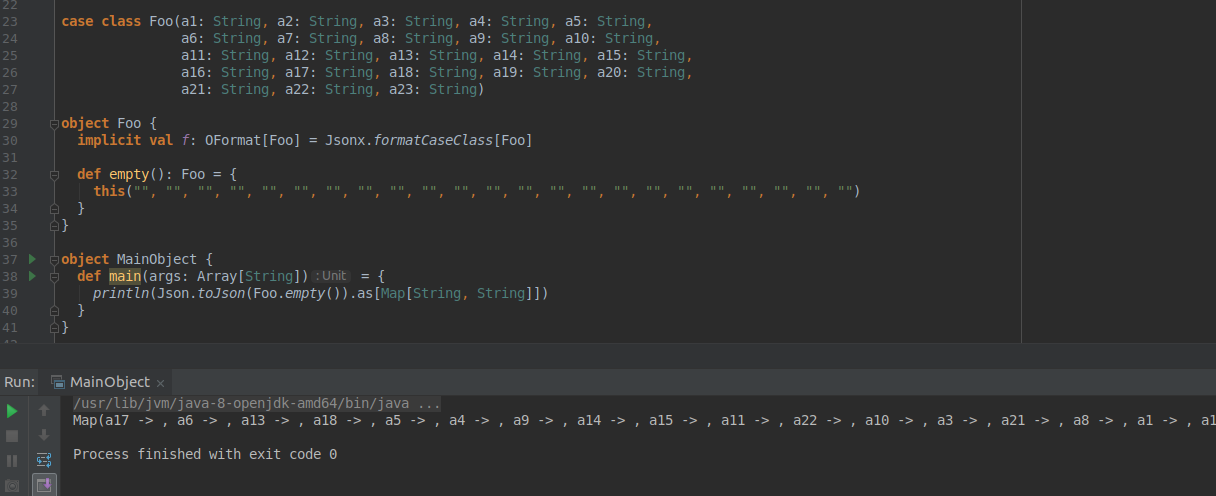 22
23 case class Foo(a1: String, a2: String, a3: String, a4: String, a5: String,
24 a6: String, a7: String, a8: String, a9: String, a10: String,
25 a11: String, a12: String, a13: String, a14: String, a15: String,
26 a16: String, a17: String, a18: String, a19: String, a20: String,
27 a21: String, a22: String, a23: String)
28
29 object Foo {
30 implicit val f: OFormat[Foo] = Jsonx.formatCaseClass[Foo]
31
32 def empty(): Foo = {
33 this("", "", "", "", "", "", "", "", "", "", "", "", "", "", "", "", "", "", "", "", "", "", "")
34 }
35 }
36
37 object MainObject {
38 def main(args: Array[String]) : Unit = {
39 println(Json.toJson(Foo.empty()).as[Map[String, String]])
40 }
41 }
Run: MainObject ×
/usr/lib/jvm/java-8-openjdk-amd64/bin/java ...
Map(a17 -> , a6 -> , a13 -> , a18 -> , a5 -> , a4 -> , a9 -> , a14 -> , a15 -> , a11 -> , a22 -> , a10 -> , a3 -> , a21 -> , a8 -> , a1 -> , a1
Process finished with exit code 0